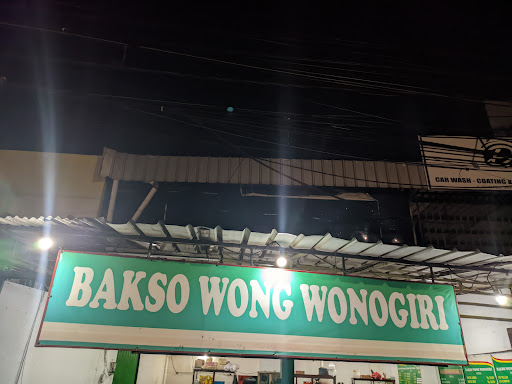 CAR WASH - COATING
BAKSO WONG WONOGIRI